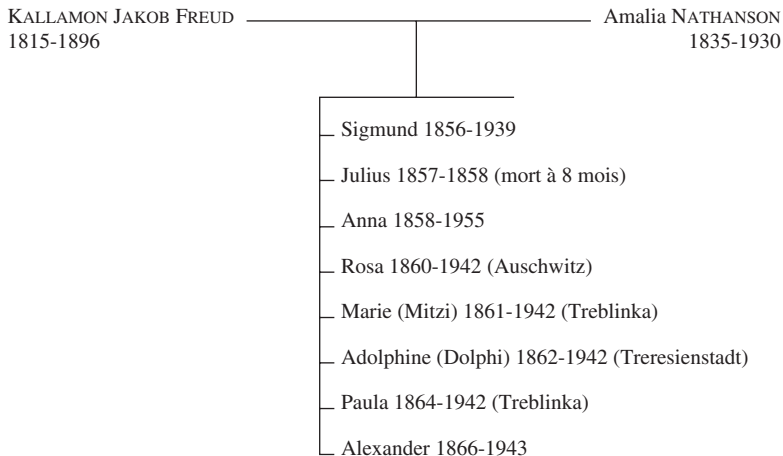 KALLAMON JAKOB FREUD Amalia NATHANSON
1815-1896 1835-1930
Sigmund 1856-1939
Julius 1857-1858 (mort à 8 mois)
Anna 1858-1955
Rosa 1860-1942 (Auschwitz)
Marie (Mitzi) 1861-1942 (Treblinka)
Adolphine (Dolphi) 1862-1942 (Treresienstadt)
Paula 1864-1942 (Treblinka)
Alexander 1866-1943